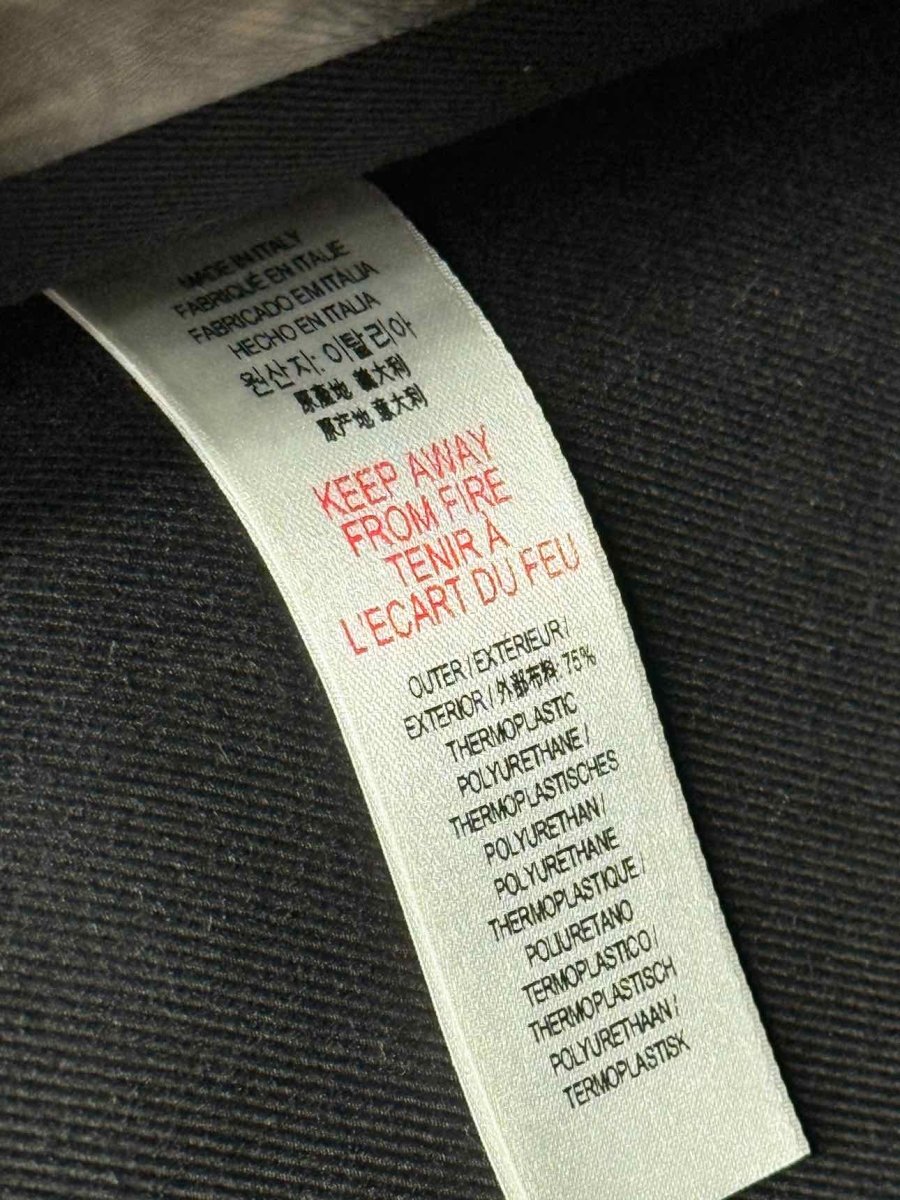 MADE IN ITALY
FABRIQUÉ EN ITALIE
FABRICADO EM ITÁLIA
HECHO EN ITALIA
원산지: 이탈리아
原產地 義大利
原产地 意大利
KEEP AWAY
FROM FIRE
TENIR À
L'ECART DU FEU
OUTER / EXTERIEUR /
EXTERIOR / 外部布料: 75%
THERMOPLASTIC
POLYURETHANE /
THERMOPLASTISCHES
POLYURETHAN /
POLYURETHANE
THERMOPLASTIQUE /
POLIURETANO
TERMOPLASTICO /
THERMOPLASTISCH
POLYURETHAAN /
TERMOPLASTISK